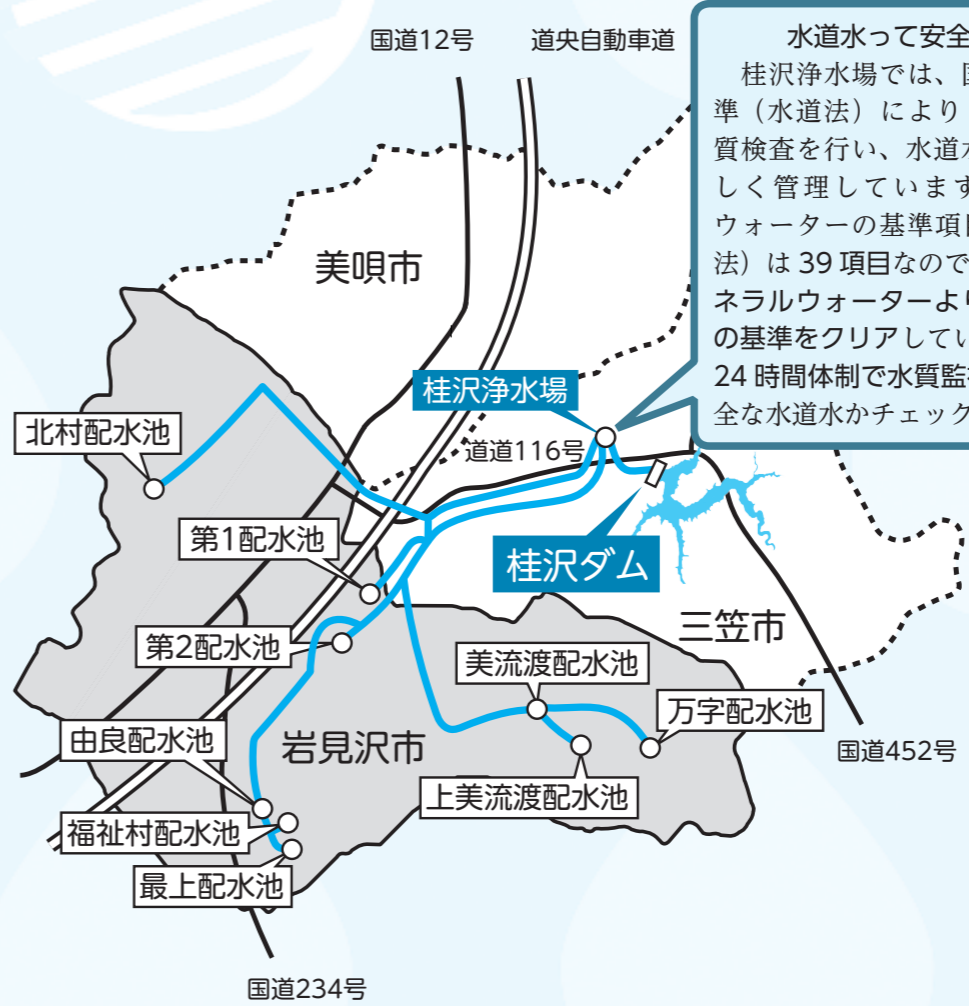 国道12号
道央自動車道
水道水って安全
桂沢浄水場では、
準（水道法）により
質検査を行い、水道
しく管理しています
ウォーターの基準項
法）は 39 項目なので
ネラルウォーターより
の基準をクリアしてい
24 時間体制で水質監
全な水道水かチェック
美唄市
桂沢浄水場
北村配水池
道道116号
第1配水池
桂沢ダム
第2配水池
三笠市
美流渡配水池
万字配水池
由良配水池
岩見沢市
国道452号
上美流渡配水池
福祉村配水池
最上配水池
国道234号